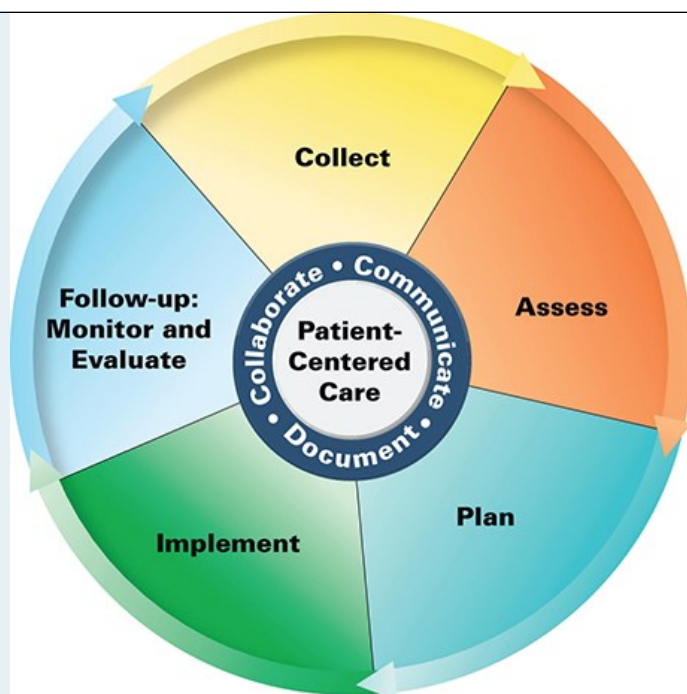 Collect
Assess
Plan
Implement
Follow-up:
Monitor and
Evaluate
Collaborate • Communicate • Document •
Patient-
Centered
Care